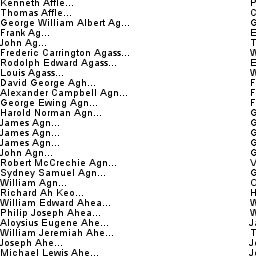 Kenneth Affle... P
Thomas Affle... C
George William Albert Ag... G
Frank Ag... E
John Ag... T
Frederic Carrington Agass... W
Rodolph Edward Agass... E
Louis Agass... W
David George Agh... F
Alexander Campbell Agn... F
George Ewing Agn... F
Harold Norman Agn... G
James Agn... G
James Agn... G
James Agn... G
John Agn... G
Robert McCrechie Agn... V
Sydney Samuel Agn... G
William Agn... C
Richard Ah Keo... H
William Edward Ahea... W
Philip Joseph Ahea... W
Aloysius Eugene Ahe... Ja
William Jeremiah Ahe... T
Joseph Ahe... Jo
Michael Lewis Ahe... Jo